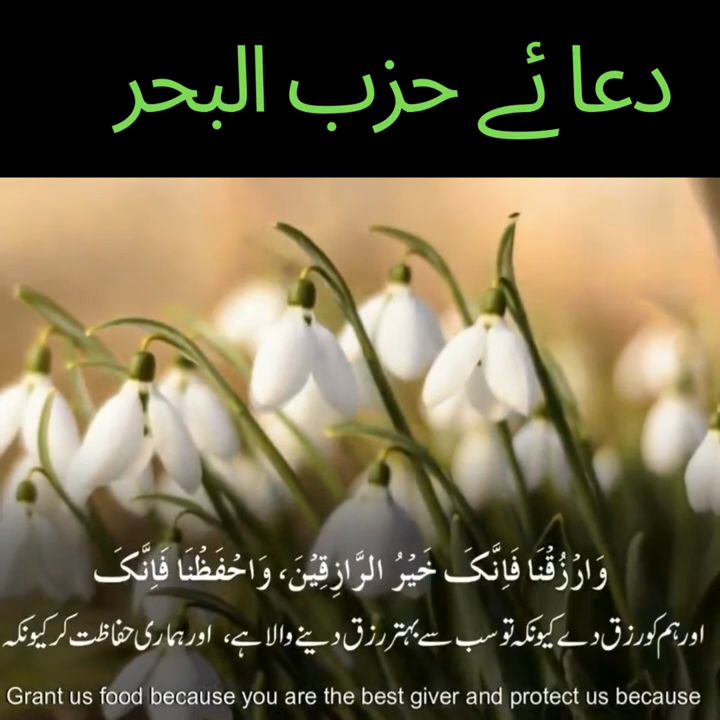 دعائے حزب البحر
وَارْزُقْنَا فَاِنَّکَ خَیْرُ الرَّازِقِیْنَ، وَاحْفَظْنَا فَاِنَّکَ
اور ہم کو رزق دے کیونکہ تو سب سے بہتر رزق دینے والا ہے، اور ہماری حفاظت کر کیونکہ
Grant us food because you are the best giver and protect us because